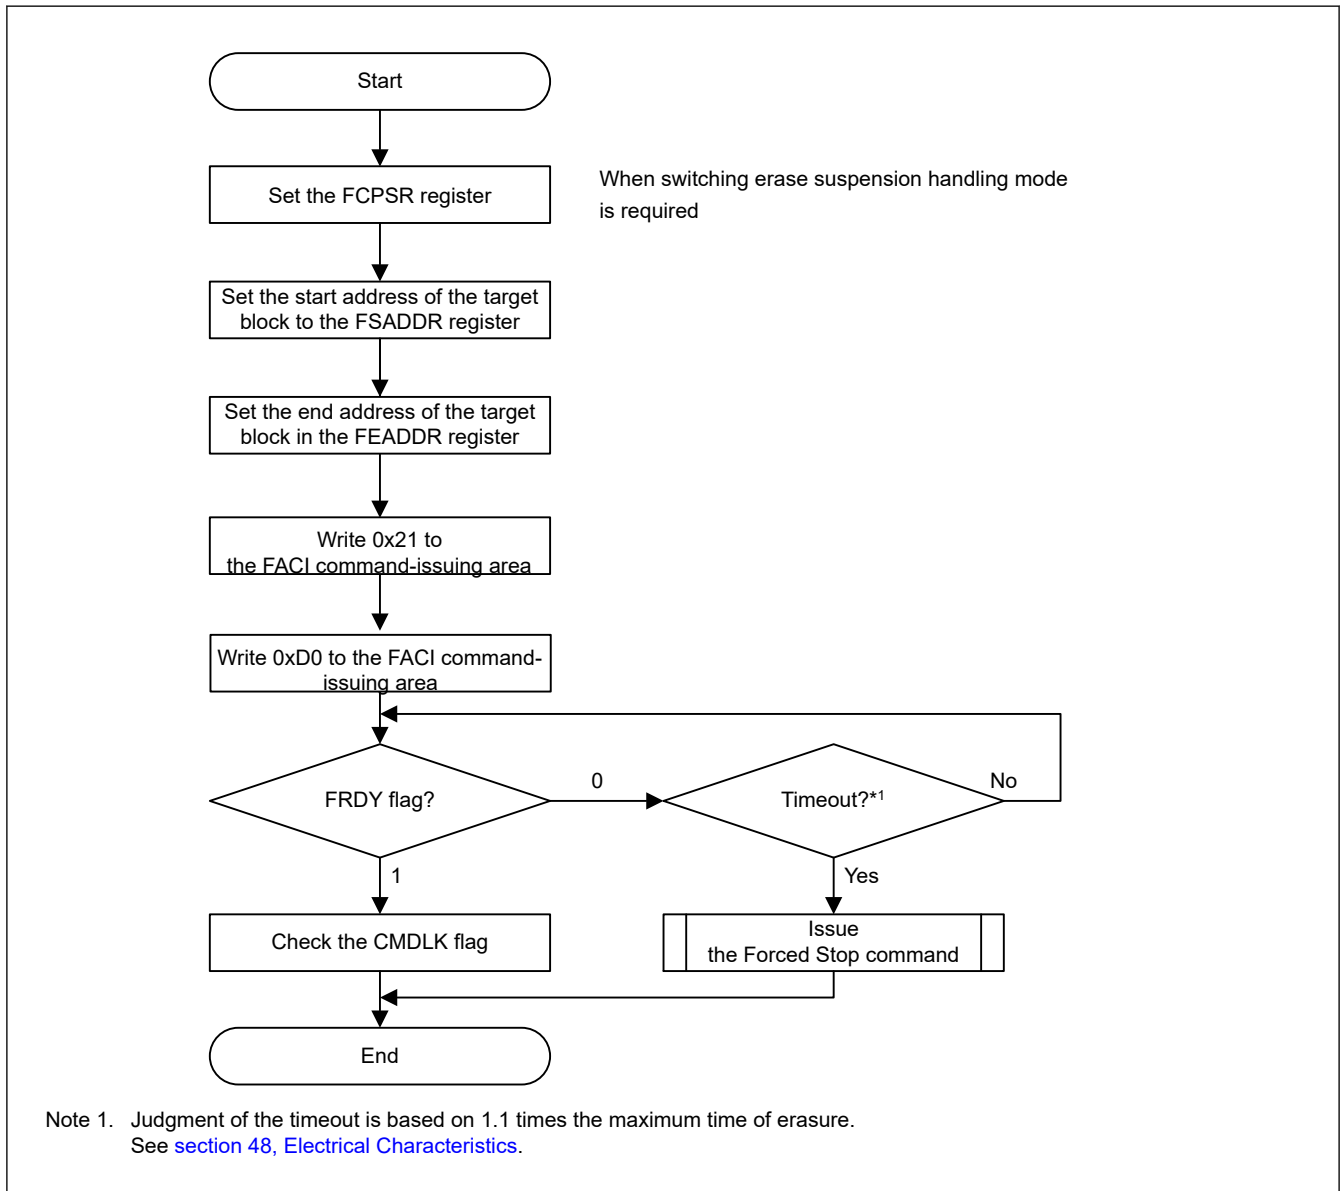 Start
Set the FCPSR register
When switching erase suspension handling mode
is required
Set the start address of the target
block to the FSADDR register
Set the end address of the target
block in the FEADDR register
Write 0x21 to
the FACI command-issuing area
Write 0xD0 to the FACI command-
issuing area
FRDY flag?
0
Timeout?*1
No
1
Yes
Check the CMDLK flag
Issue
the Forced Stop command
End
Note 1. Judgment of the timeout is based on 1.1 times the maximum time of erasure.
See section 48, Electrical Characteristics.